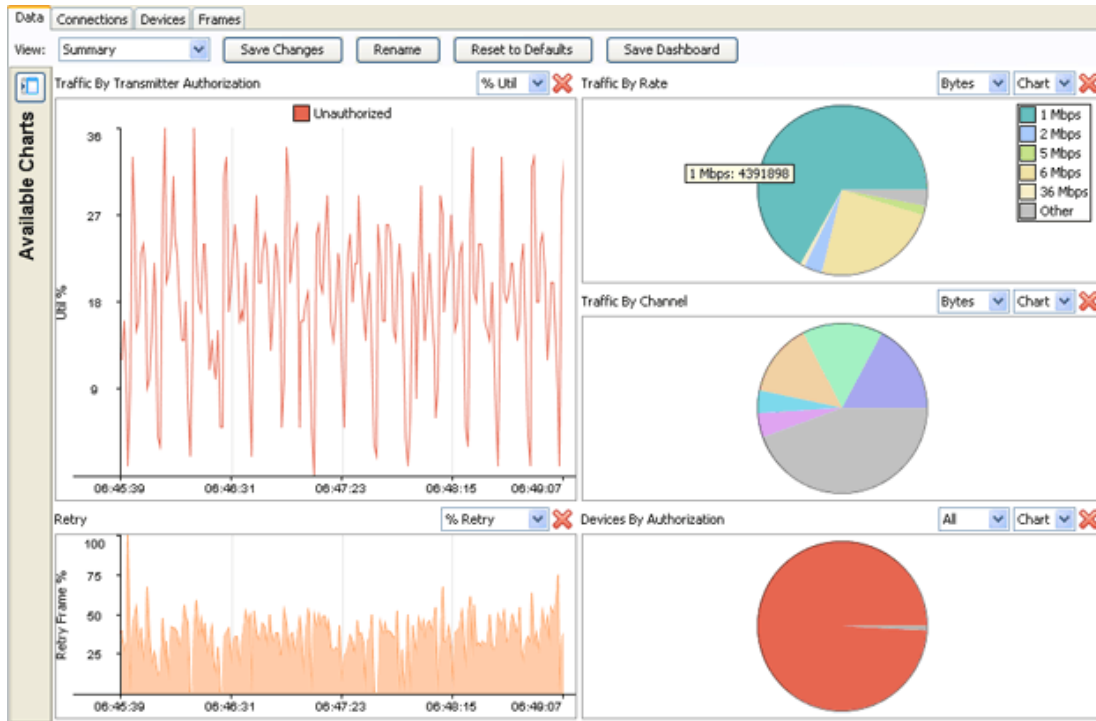 Data Connections Devices Frames
View: Summary Save Changes Rename Reset to Defaults Save Dashboard
Available Charts
Traffic By Transmitter Authorization % Util
Unauthorized
Util %
36
27
18
9
06:45:39 06:46:31 06:47:23 06:48:15 06:49:07
Traffic By Rate Bytes Chart
1 Mbps: 4391898
1 Mbps
2 Mbps
5 Mbps
6 Mbps
36 Mbps
Other
Traffic By Channel Bytes Chart
Retry % Retry
Retry Frame %
100
75
50
25
06:45:39 06:46:31 06:47:23 06:48:15 06:49:07
Devices By Authorization All Chart